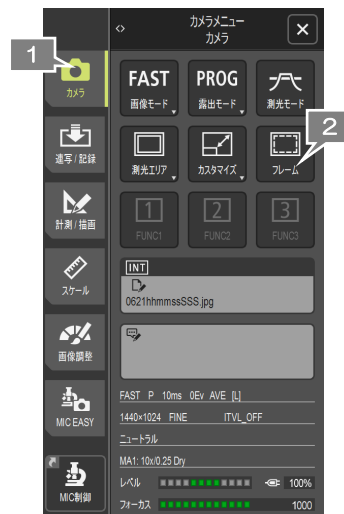 カメラメニュー
カメラ
1
カメラ
FAST
画像モード
PROG
露出モード
測光モード
2
連写/記録
測光エリア
カスタマイズ
フレーム
計測/描画
1
FUNC1
2
FUNC2
3
FUNC3
スケール
INT
0621hhmmssSSS.jpg
画像調整
MIC EASY
FAST P 10ms 0Ev AVE [L]
1440×1024 FINE ITVL_OFF
ニュートラル
MA1: 10x/0.25 Dry
MIC制御
レベル 100%
フォーカス 1000